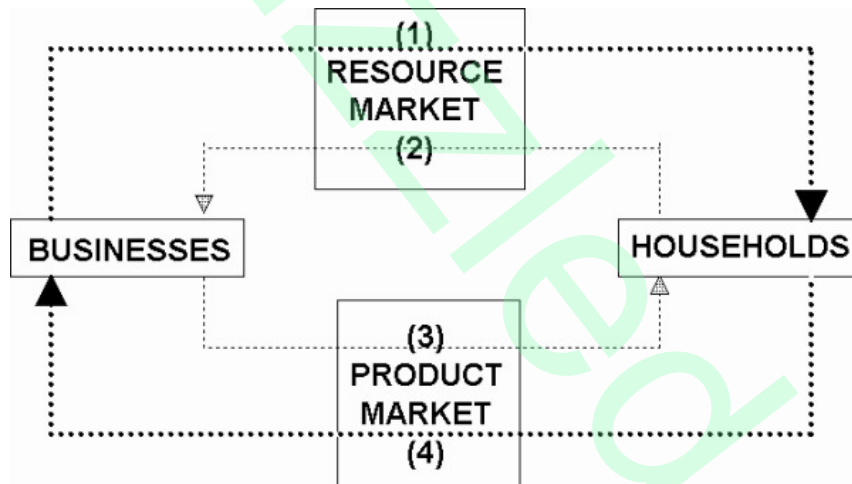 (1)
RESOURCE
MARKET
(2)
BUSINESSES
HOUSEHOLDS
(3)
PRODUCT
MARKET
(4)